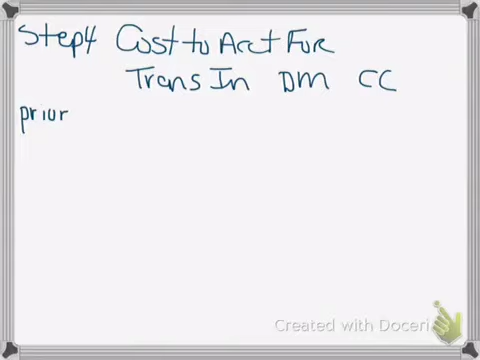 Step4 Cost to Acct For
Trans In DM CC
prior
Created with Doceri